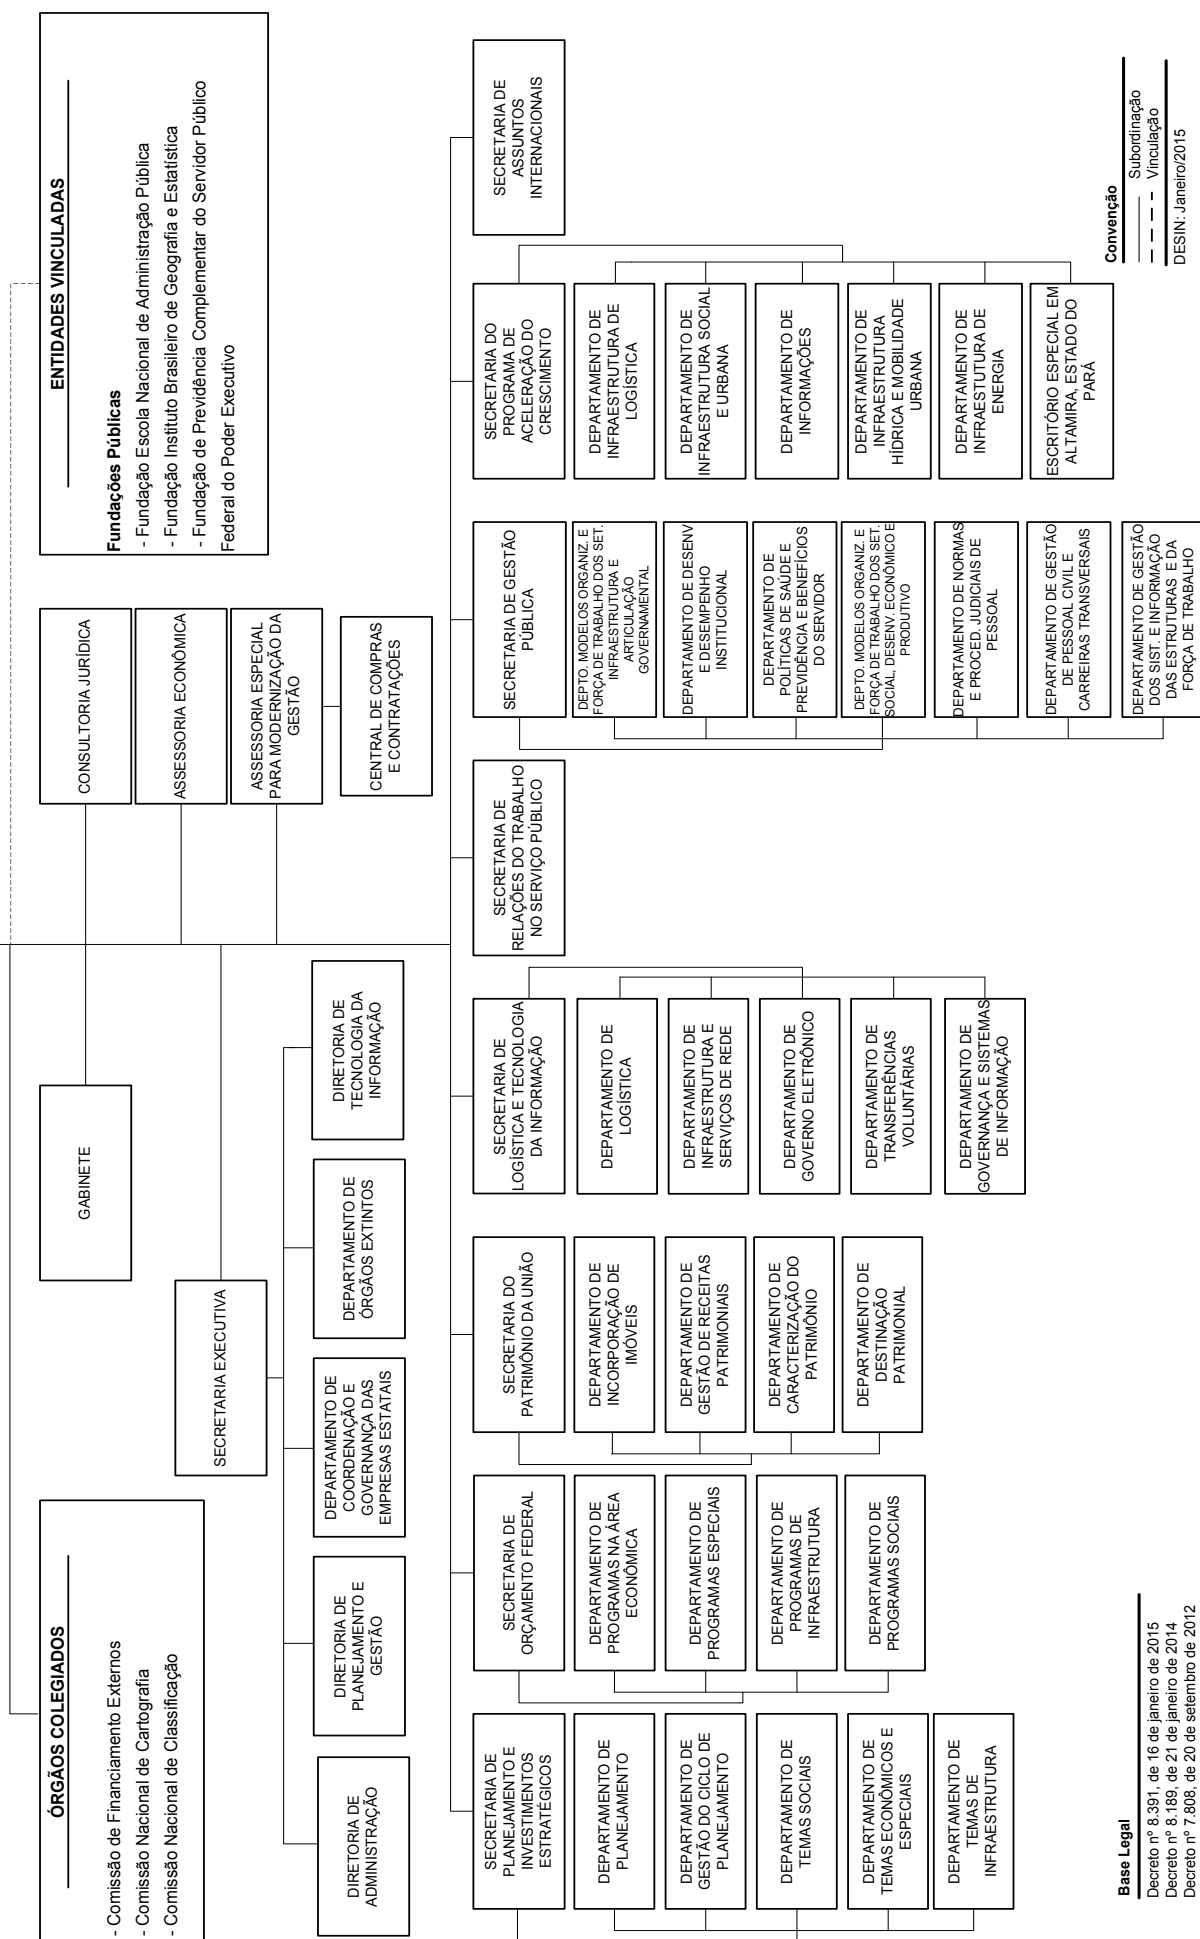 ÓRGÃOS COLEGIADOS
- Comissão de Financiamento Externos
- Comissão Nacional de Cartografia
- Comissão Nacional de Classificação
GABINETE
CONSULTORIA JURÍDICA
ASSESSORIA ECONÔMICA
ASSESSORIA ESPECIAL
PARA MODERNIZAÇÃO DA
GESTÃO
CENTRAL DE COMPRAS
E CONTRATAÇÕES
ENTIDADES VINCULADAS
Fundações Públicas
- Fundação Escola Nacional de Administração Pública
- Fundação Instituto Brasileiro de Geografia e Estatística
- Fundação de Previdência Complementar do Servidor Público
Federal do Poder Executivo
SECRETARIA EXECUTIVA
DIRETORIA DE
ADMINISTRAÇÃO
DIRETORIA DE
PLANEJAMENTO E
GESTÃO
DEPARTAMENTO DE
COORDENAÇÃO E
GOVERNANÇA DAS
EMPRESAS ESTATAIS
DEPARTAMENTO DE
ÓRGÃOS EXTINTOS
DIRETORIA DE
TECNOLOGIA DA
INFORMAÇÃO
SECRETARIA DE
PLANEJAMENTO E
INVESTIMENTOS
ESTRATÉGICOS
DEPARTAMENTO DE
PLANEJAMENTO
DEPARTAMENTO DE
GESTÃO DO CICLO DE
PLANEJAMENTO
DEPARTAMENTO DE
TEMAS SOCIAIS
DEPARTAMENTO DE
TEMAS ECONÔMICOS E
ESPECIAIS
DEPARTAMENTO DE
TEMAS DE
INFRAESTRUTURA
SECRETARIA DE
ORÇAMENTO FEDERAL
DEPARTAMENTO DE
PROGRAMAS NA ÁREA
ECONÔMICA
DEPARTAMENTO DE
PROGRAMAS ESPECIAIS
DEPARTAMENTO DE
PROGRAMAS DE
INFRAESTRUTURA
DEPARTAMENTO DE
PROGRAMAS SOCIAIS
SECRETARIA DO
PATRIMÔNIO DA UNIÃO
DEPARTAMENTO DE
INCORPORAÇÃO DE
IMÓVEIS
DEPARTAMENTO DE
GESTÃO DE RECEITAS
PATRIMONIAIS
DEPARTAMENTO DE
CARACTERIZAÇÃO DO
PATRIMÔNIO
DEPARTAMENTO DE
DESTINAÇÃO
PATRIMONIAL
SECRETARIA DE
LOGÍSTICA E TECNOLOGIA
DA INFORMAÇÃO
DEPARTAMENTO DE
LOGÍSTICA
DEPARTAMENTO DE
INFRAESTRUTURA E
SERVIÇOS DE REDE
DEPARTAMENTO DE
GOVERNO ELETRÔNICO
DEPARTAMENTO DE
TRANSFERÊNCIAS
VOLUNTÁRIAS
DEPARTAMENTO DE
GOVERNANÇA E SISTEMAS
DE INFORMAÇÃO
SECRETARIA DE
RELAÇÕES DO TRABALHO
NO SERVIÇO PÚBLICO
SECRETARIA DE GESTÃO
PÚBLICA
DEPTO. MODELOS ORGANIZ. E
FORÇA DE TRABALHO DOS SET.
INFRAESTRUTURA E
ARTICULAÇÃO
GOVERNAMENTAL
DEPARTAMENTO DE DESENV
E DESEMPENHO
INSTITUCIONAL
DEPARTAMENTO DE
POLÍTICAS DE SAÚDE E
PREVIDÊNCIA E BENEFÍCIOS
DO SERVIDOR
DEPTO. MODELOS ORGANIZ. E
FORÇA DE TRABALHO DOS SET.
SOCIAL, DESENV. ECONÔMICO E
PRODUTIVO
DEPARTAMENTO DE NORMAS
E PROCED. JUDICIAIS DE
PESSOAL
DEPARTAMENTO DE GESTÃO
DE PESSOAL CIVIL E
CARREIRAS TRANSVERSAIS
DEPARTAMENTO DE GESTÃO
DOS SIST. E INFORMAÇÃO
DAS ESTRUTURAS E DA
FORÇA DE TRABALHO
SECRETARIA DO
PROGRAMA DE
ACELERAÇÃO DO
CRESCIMENTO
DEPARTAMENTO DE
INFRAESTRUTURA DE
LOGÍSTICA
DEPARTAMENTO DE
INFRAESTRUTURA SOCIAL
E URBANA
DEPARTAMENTO DE
INFORMAÇÕES
DEPARTAMENTO DE
INFRAESTRUTURA
HÍDRICA E MOBILIDADE
URBANA
DEPARTAMENTO DE
INFRAESTUTURA DE
ENERGIA
ESCRITÓRIO ESPECIAL EM
ALTAMIRA, ESTADO DO
PARÁ
SECRETARIA DE
ASSUNTOS
INTERNACIONAIS
Base Legal
Decreto nº 8.391, de 16 de janeiro de 2015
Decreto nº 8.189, de 21 de janeiro de 2014
Decreto nº 7.808, de 20 de setembro de 2012
Convenção
Subordinação
Vinculação
DESIN: Janeiro/2015